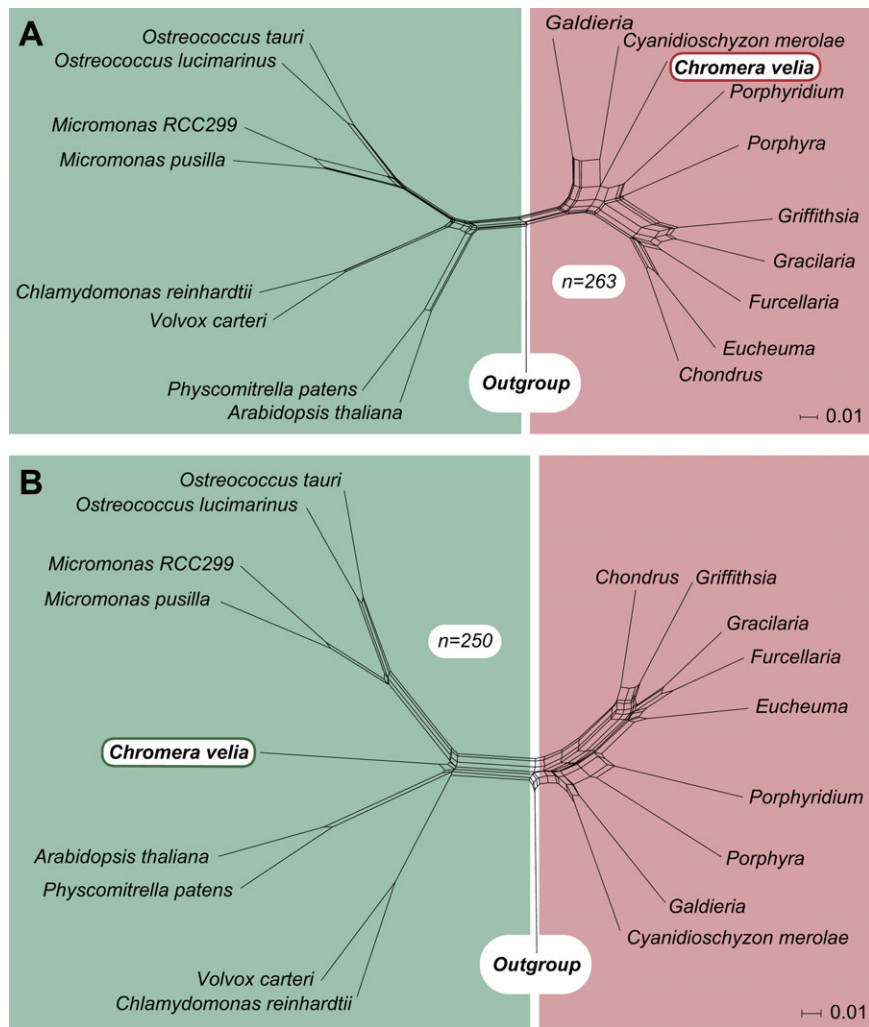 A
Ostreococcus tauri
Ostreococcus lucimarinus
Micromonas RCC299
Micromonas pusilla
Chlamydomonas reinhardtii
Volvox carteri
Physcomitrella patens
Arabidopsis thaliana
Outgroup
Galdieria
Cyanidioschyzon merolae
Chromera velia
Porphyridium
Porphyra
Griffithsia
Gracilaria
Furcellaria
Eucheuma
Chondrus
n=263
0.01
B
Ostreococcus tauri
Ostreococcus lucimarinus
Micromonas RCC299
Micromonas pusilla
n=250
Chromera velia
Arabidopsis thaliana
Physcomitrella patens
Volvox carteri
Chlamydomonas reinhardtii
Outgroup
Chondrus
Griffithsia
Gracilaria
Furcellaria
Eucheuma
Porphyridium
Porphyra
Galdieria
Cyanidioschyzon merolae
0.01